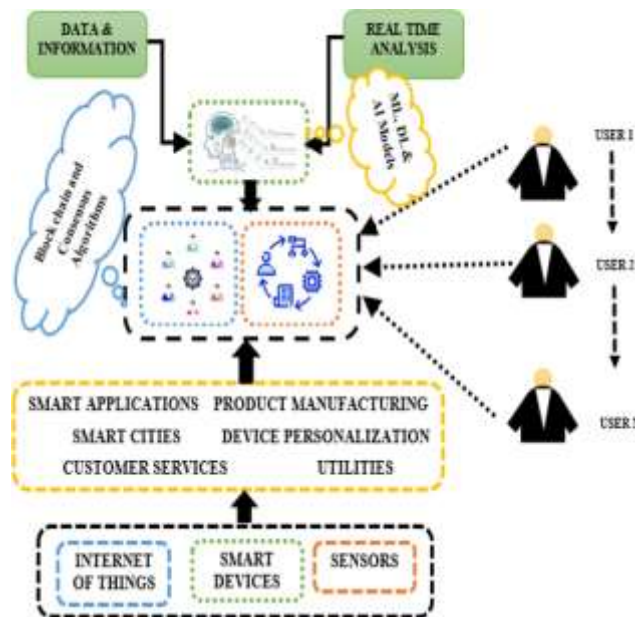 DATA &
INFORMATION
REAL TIME
ANALYSIS
ML, DL &
AI Models
Block chain and
Consensus
Algorithms
USER 1
USER 2
USER
SMART APPLICATIONS PRODUCT MANUFACTURING
SMART CITIES DEVICE PERSONALIZATION
CUSTOMER SERVICES UTILITIES
INTERNET
OF THINGS
SMART
DEVICES
SENSORS